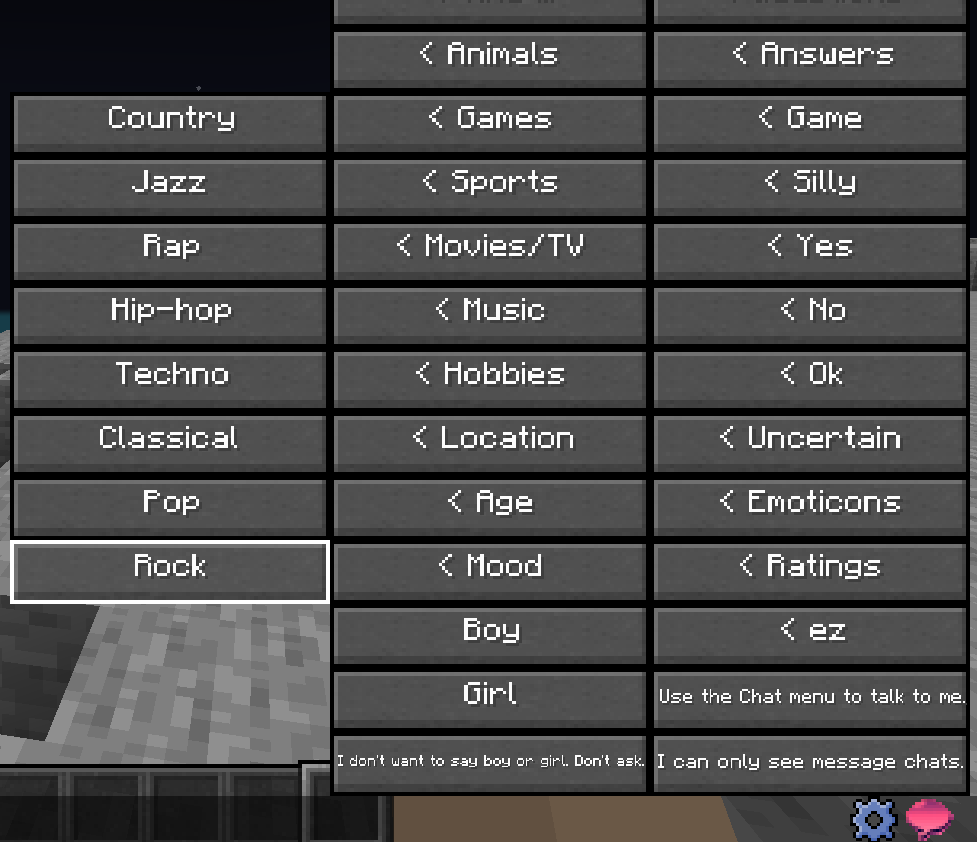 < Animals
< Answers
Country
< Games
< Game
Jazz
< Sports
< Silly
Rap
< Movies/TV
< Yes
Hip-hop
< Music
< No
Techno
< Hobbies
< Ok
Classical
< Location
< Uncertain
Pop
< Age
< Emoticons
Rock
< Mood
< Ratings
Boy
< ez
Girl
Use the Chat menu to talk to me.
I don't want to say boy or girl. Don't ask.
I can only see message chats.